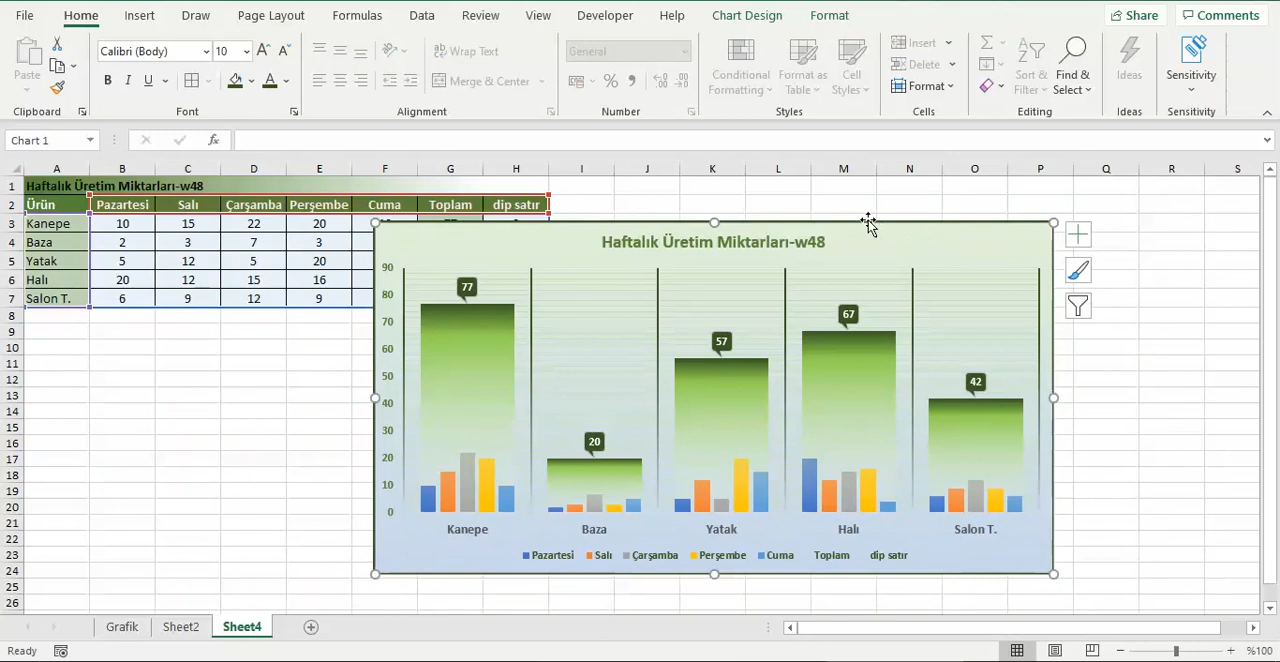 File Home Insert Draw Page Layout Formulas Data Review View Developer Help Chart Design Format Share Comments
Paste
Clipboard
Calibri (Body) 10 A A
B I U A
Font
Wrap Text
Merge & Center
Alignment
General
% 9
Number
Conditional Formatting
Format as Table
Cell Styles
Styles
Insert
Delete
Format
Cells
Sort & Filter
Find & Select
Editing
Ideas
Ideas
Sensitivity
Sensitivity
Chart 1 fx
A B C D E F G H I J K L M N O P Q R S
1 Haftalık Üretim Miktarları-w48
2 Ürün Pazartesi Salı Çarşamba Perşembe Cuma Toplam dip satır
3 Kanepe 10 15 22 20
4 Baza 2 3 7 3
5 Yatak 5 12 5 20
6 Halı 20 12 15 16
7 Salon T. 6 9 12 9
8
9
10
11
12
13
14
15
16
17
18
19
20
21
22
23
24
25
26
Haftalık Üretim Miktarları-w48
90
80
70
60
50
40
30
20
10
0
77 20 57 67 42
Kanepe Baza Yatak Halı Salon T.
Pazartesi Salı Çarşamba Perşembe Cuma Toplam dip satır
Grafik Sheet2 Sheet4
Ready %100